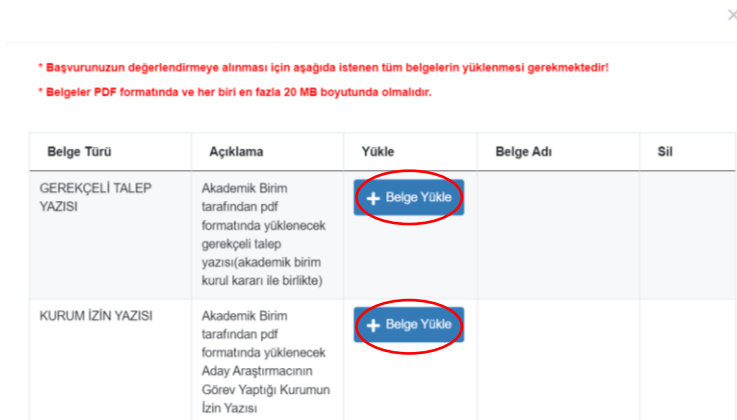 * Başvurunuzun değerlendirmeye alınması için aşağıda istenen tüm belgelerin yüklenmesi gerekmektedir!
* Belgeler PDF formatında ve her biri en fazla 20 MB boyutunda olmalıdır.
Belge Türü
Açıklama
Yükle
Belge Adı
Sil
GEREKÇELİ TALEP
YAZISI
Akademik Birim
tarafından pdf
formatında yüklenecek
gerekçeli talep
yazısı(akademik birim
kurul kararı ile birlikte)
+ Belge Yükle
KURUM İZİN YAZISI
Akademik Birim
tarafından pdf
formatında yüklenecek
Aday Araştırmacının
Görev Yaptığı Kurumun
İzin Yazısı
+ Belge Yükle